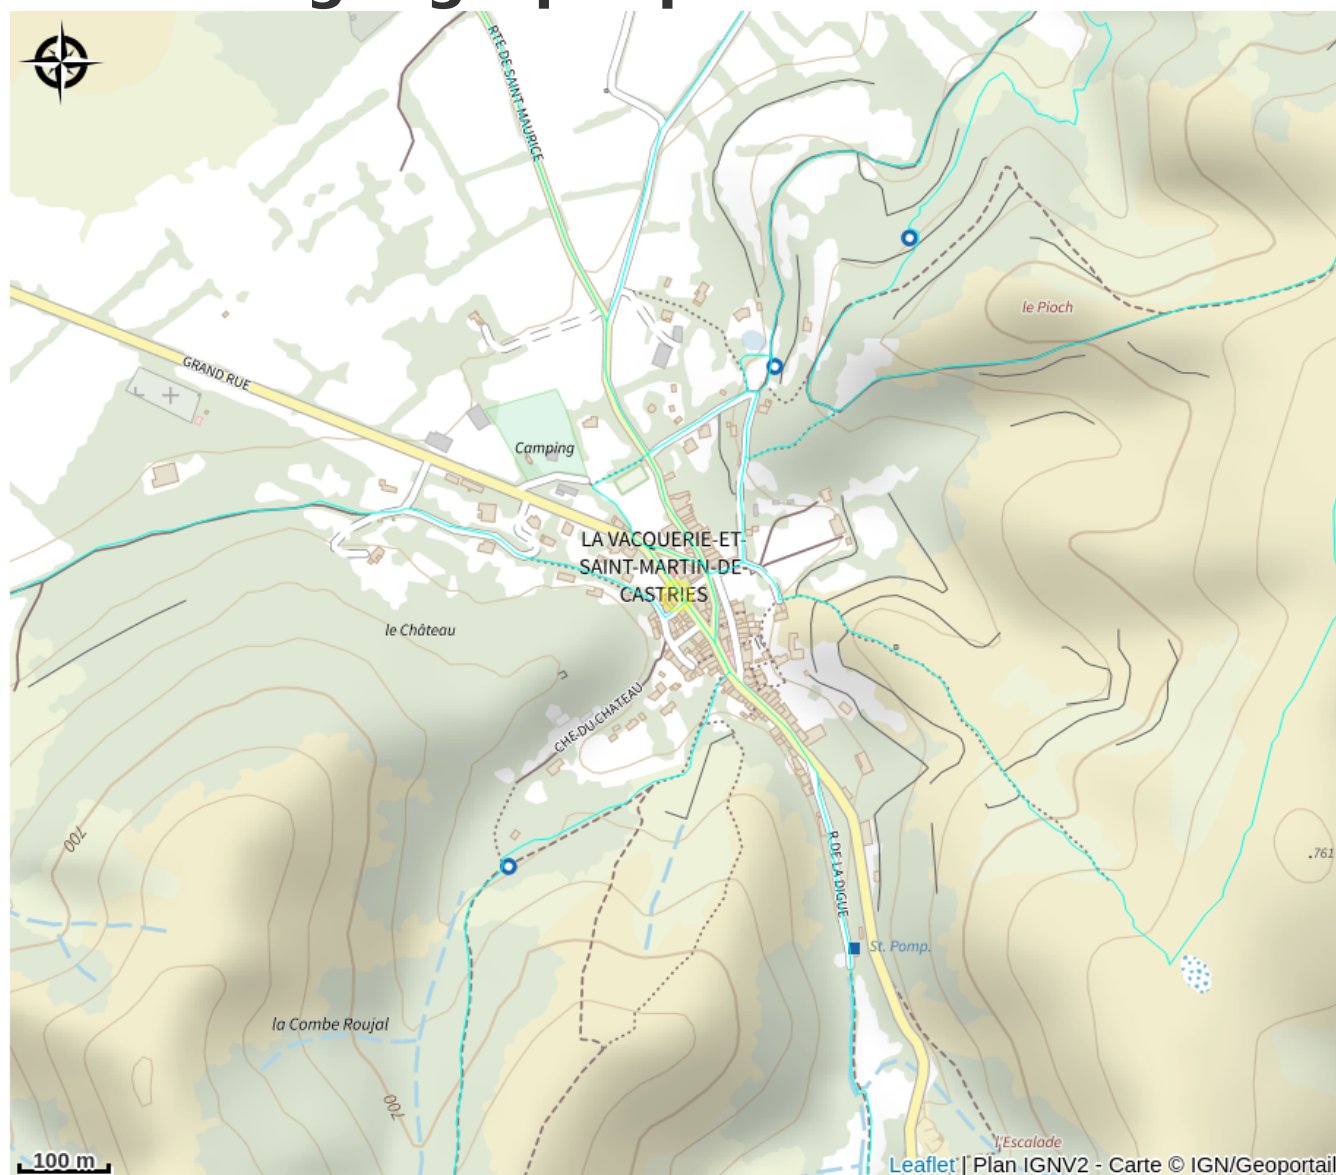 RTE DE SAINT-MAURICE
le Pioch
GRAND RUE
Camping
LA VACQUERIE-ET-
SAINT-MARTIN-DE-
CASTRIES
le Château
CHE DU CHATEAU
700
R DE LA DIGUE
.761
St. Pomp.
la Combe Roujal
700
l'Escalade
100 m
Leaflet | Plan IGNV2 - Carte © IGN/Geoportail